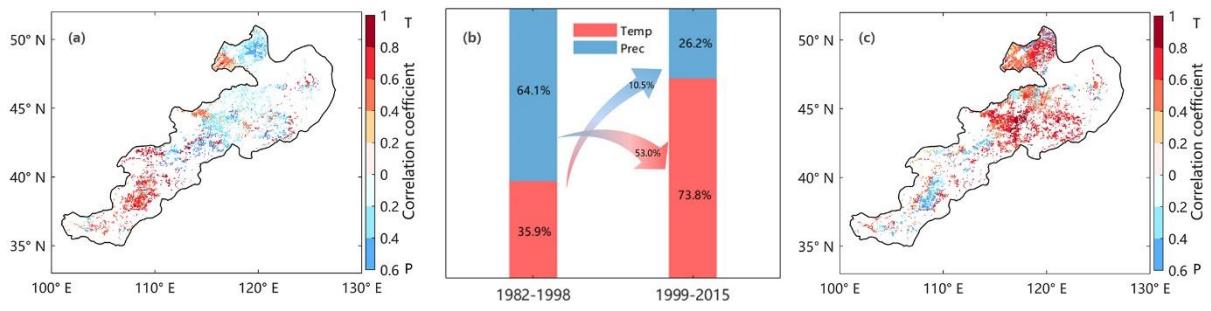 (a)
50° N
45° N
40° N
35° N
100° E
110° E
120° E
130° E
1
T
0.8
0.6
0.4
0.2
0
0.2
0.4
0.6
P
Correlation coefficient
(b)
Temp
Prec
64.1%
35.9%
10.5%
53.0%
26.2%
73.8%
1982-1998
1999-2015
(c)
50° N
45° N
40° N
35° N
100° E
110° E
120° E
130° E
1
T
0.8
0.6
0.4
0.2
0
0.2
0.4
0.6
P
Correlation coefficient